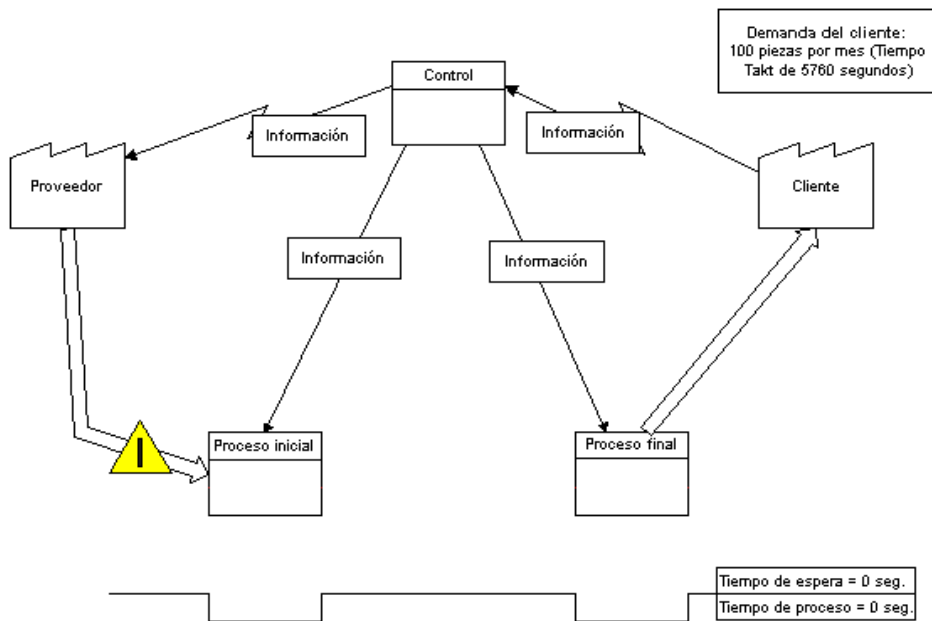 Demanda del cliente:
100 piezas por mes (Tiempo
Takt de 5760 segundos)
Control
Información
Información
Proveedor
Cliente
Información
Información
Proceso inicial
Proceso final
I
Tiempo de espera = 0 seg.
Tiempo de proceso = 0 seg.